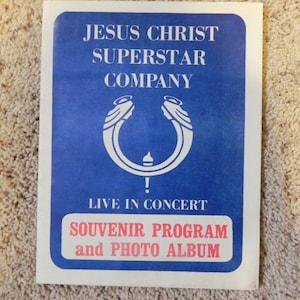 JESUS CHRIST
SUPERSTAR
COMPANY
LIVE IN CONCERT
SOUVENIR PROGRAM
and PHOTO ALBUM